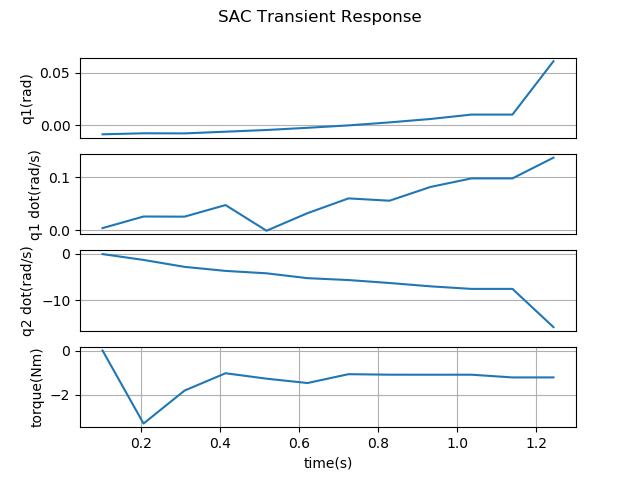 SAC Transient Response
q1(rad)
0.05
0.00
q1 dot(rad/s)
0.1
0.0
q2 dot(rad/s)
0
−10
torque(Nm)
0
−2
0.2 0.4 0.6 0.8 1.0 1.2
time(s)